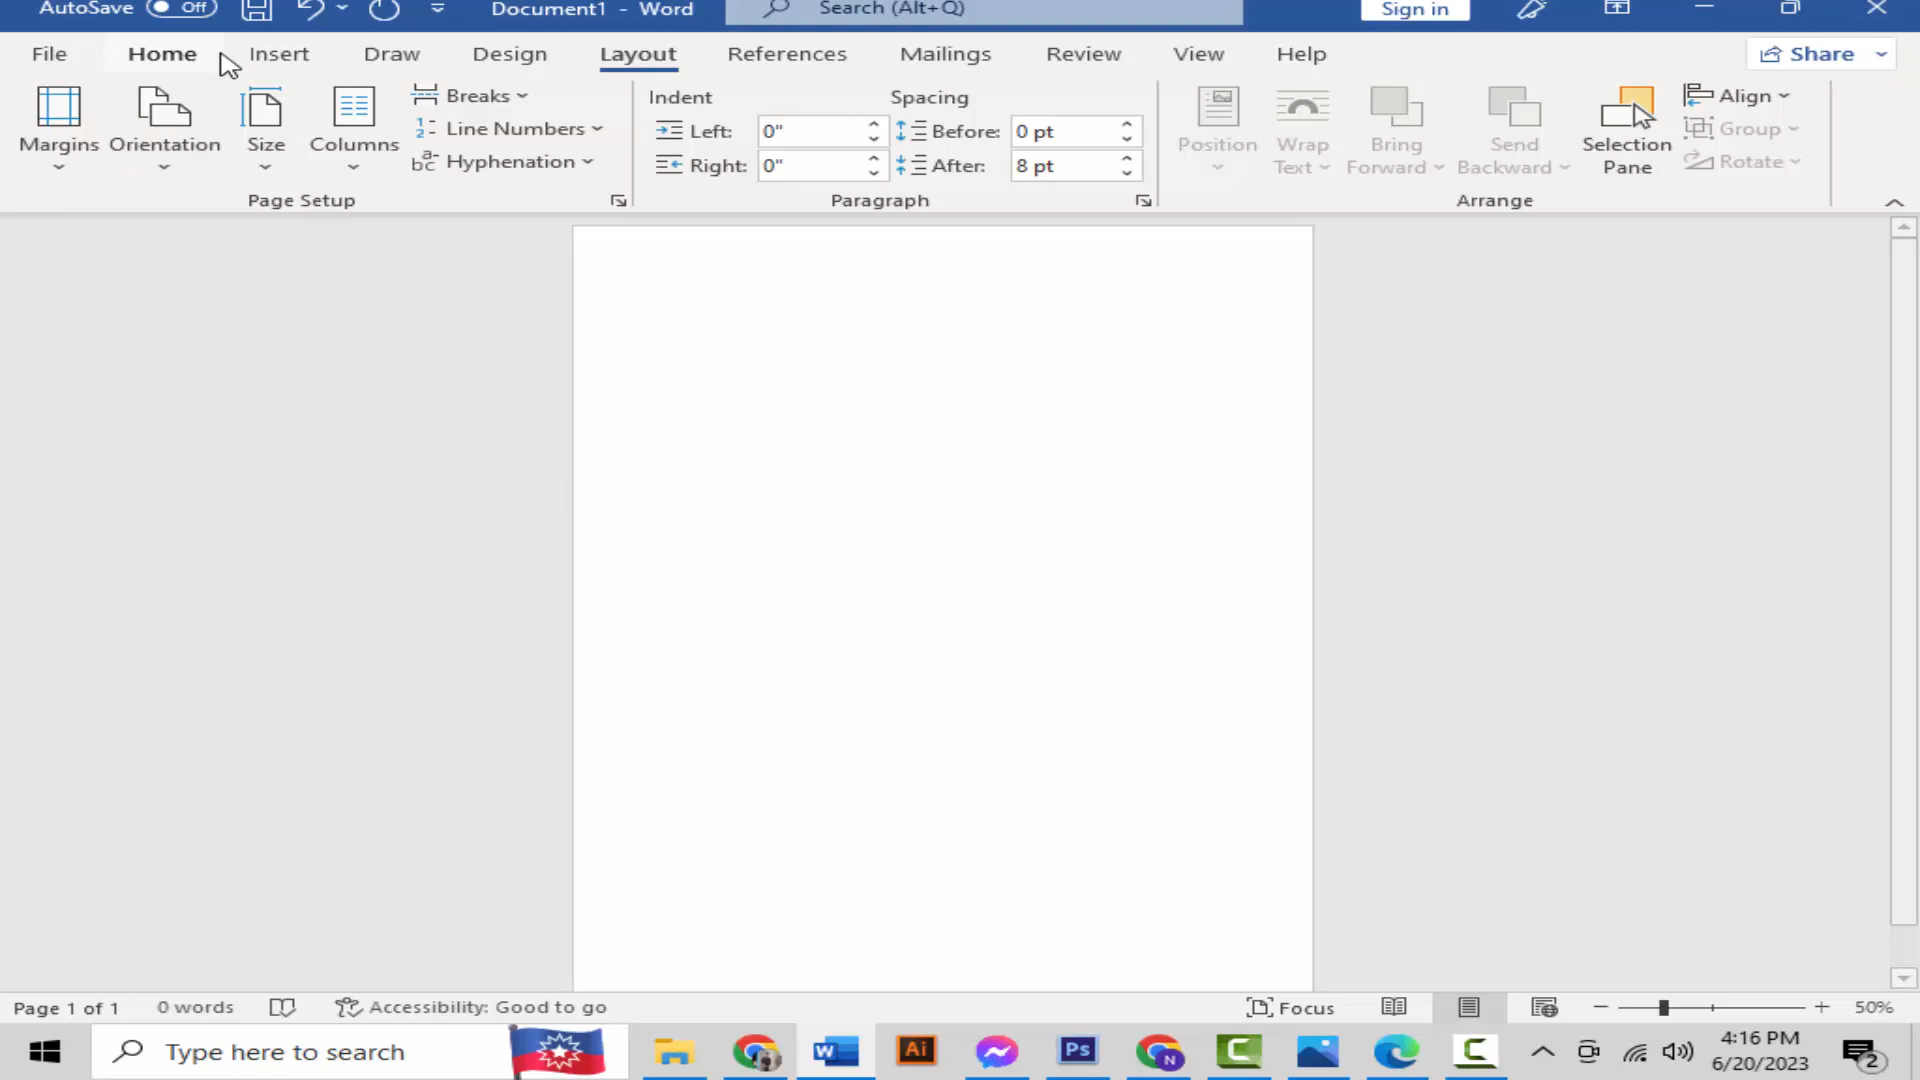 AutoSave Off Document1 - Word Search (Alt+Q) Sign in
File Home Insert Draw Design Layout References Mailings Review View Help Share
Margins Orientation Size Columns
Breaks
Line Numbers
Hyphenation
Page Setup
Indent
Left: 0"
Right: 0"
Spacing
Before: 0 pt
After: 8 pt
Paragraph
Position
Wrap
Text
Bring
Forward
Send
Backward
Selection
Pane
Align
Group
Rotate
Arrange
Page 1 of 1 0 words Accessibility: Good to go Focus 50%
Type here to search
W
Ai
Ps
N
C
C
4:16 PM
6/20/2023
2